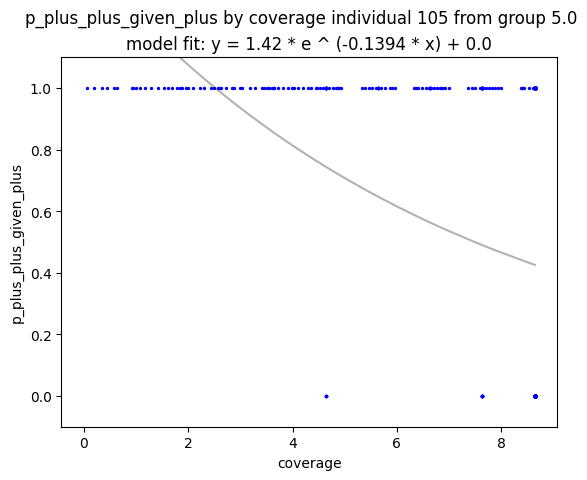 p_plus_plus_given_plus by coverage individual 105 from group 5.0
model fit: y = 1.42 * e ^ (-0.1394 * x) + 0.0
1.0
0.8
0.6
0.4
0.2
0.0
p_plus_plus_given_plus
0 2 4 6 8
coverage